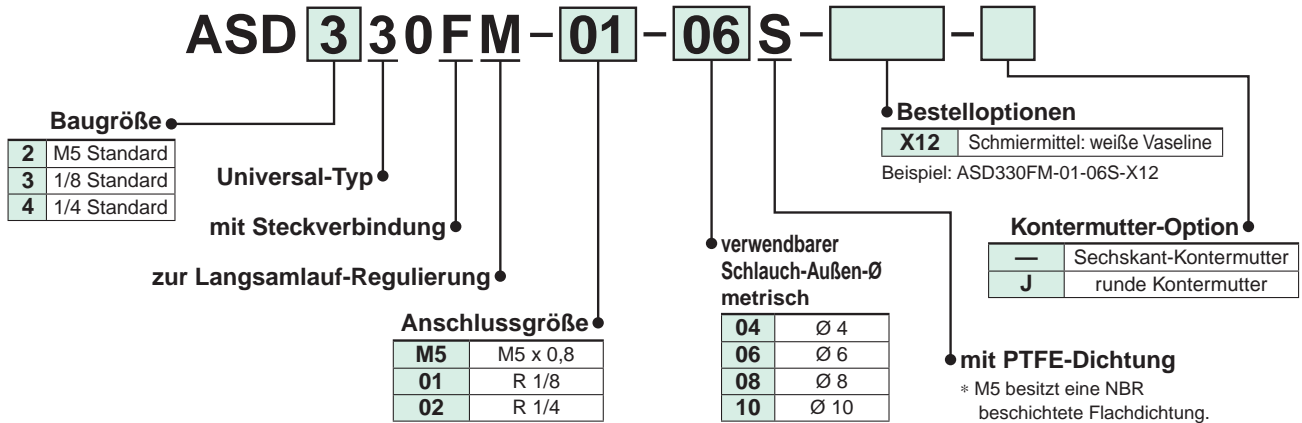 ASD 3 3 0 F M – 01 – 06 S –  –
Baugröße
2 M5 Standard
3 1/8 Standard
4 1/4 Standard
Universal-Typ
mit Steckverbindung
zur Langsamlauf-Regulierung
Anschlussgröße
M5 M5 x 0,8
01 R 1/8
02 R 1/4
verwendbarer
Schlauch-Außen-Ø
metrisch
04 Ø 4
06 Ø 6
08 Ø 8
10 Ø 10
Bestelloptionen
X12 Schmiermittel: weiße Vaseline
Beispiel: ASD330FM-01-06S-X12
Kontermutter-Option
— Sechskant-Kontermutter
J runde Kontermutter
mit PTFE-Dichtung
* M5 besitzt eine NBR
beschichtete Flachdichtung.